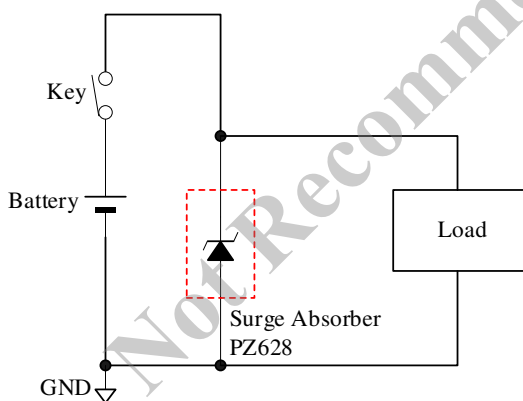 Key
Battery
Load
Surge Absorber
PZ628
GND
Not Recomm